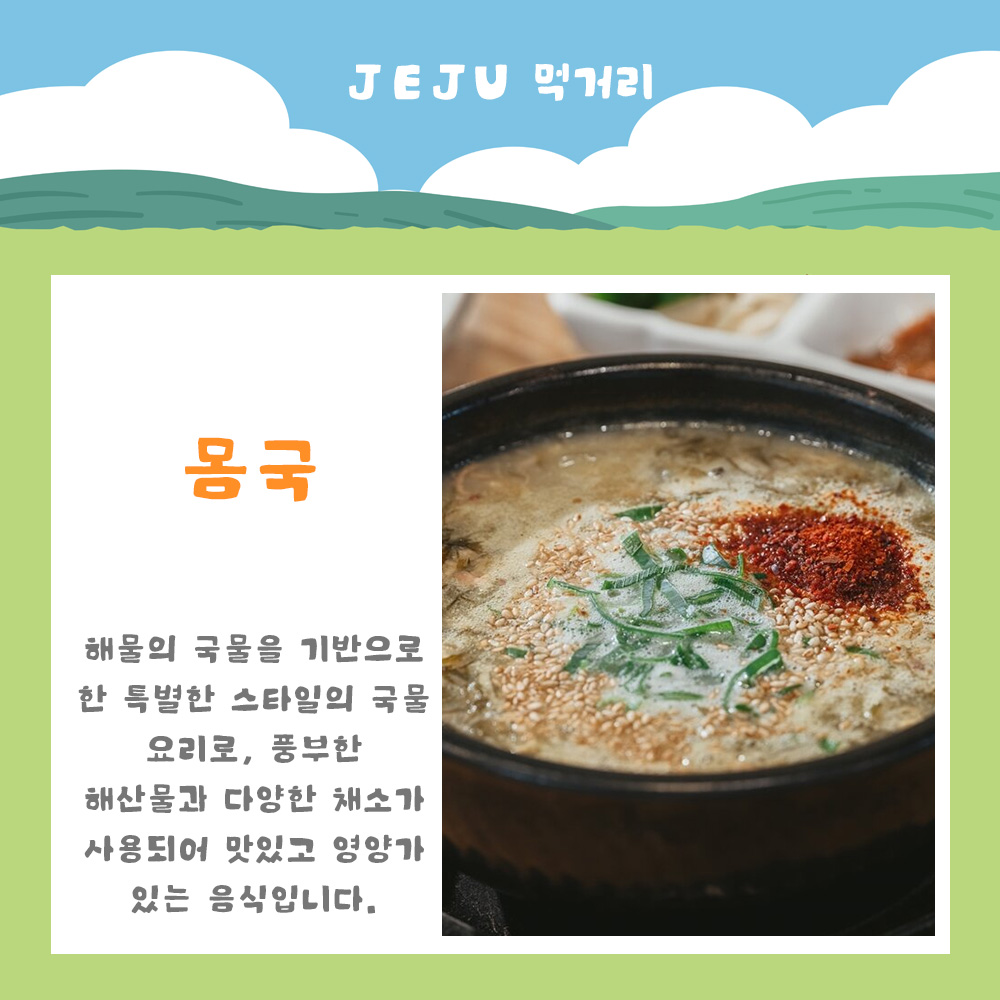 JEJU 먹거리
몸국
해물의 국물을 기반으로
한 특별한 스타일의 국물
요리로, 풍부한
해산물과 다양한 채소가
사용되어 맛있고 영양가
있는 음식입니다.